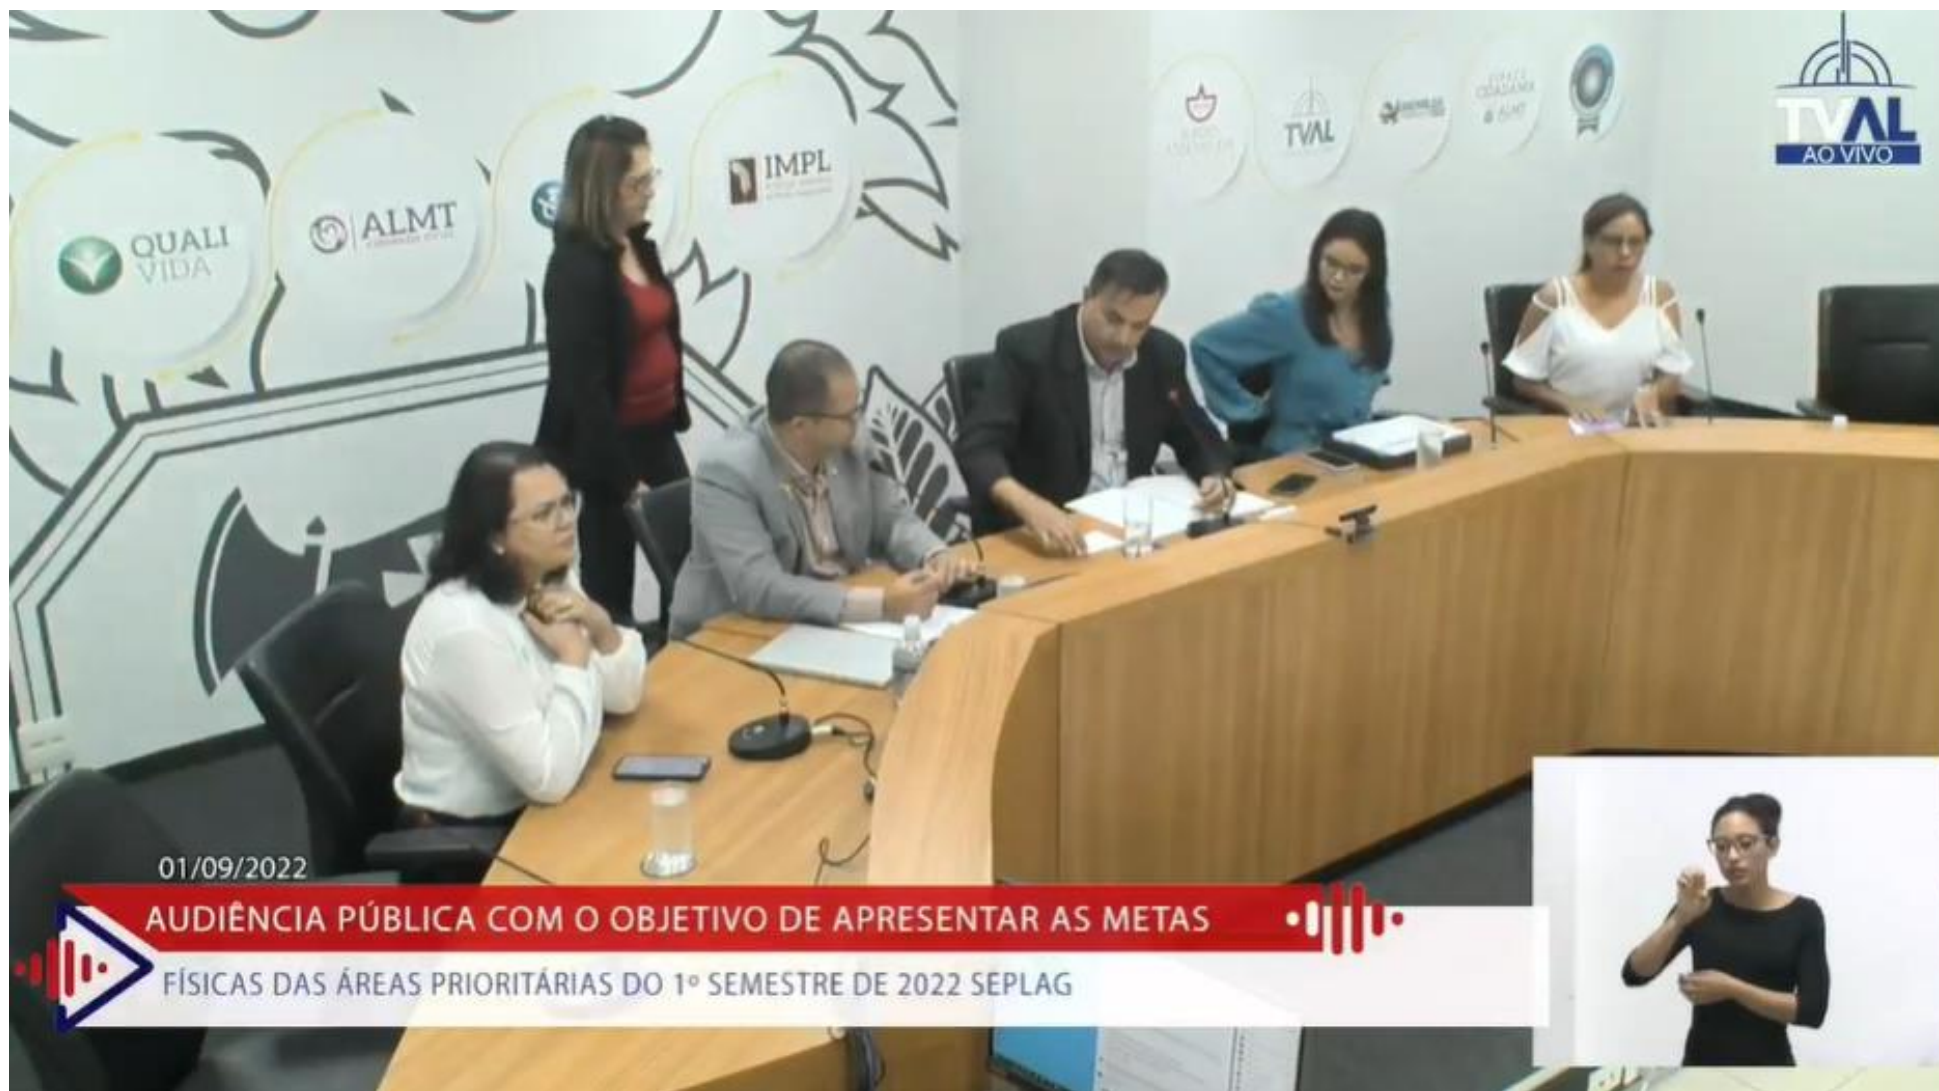 TVAL
AO VIVO
IMPL
TVAL
QUALI
VIDA
ALMT
01/09/2022
AUDIÊNCIA PÚBLICA COM O OBJETIVO DE APRESENTAR AS METAS
FÍSICAS DAS ÁREAS PRIORITÁRIAS DO 1º SEMESTRE DE 2022 SEPLAG